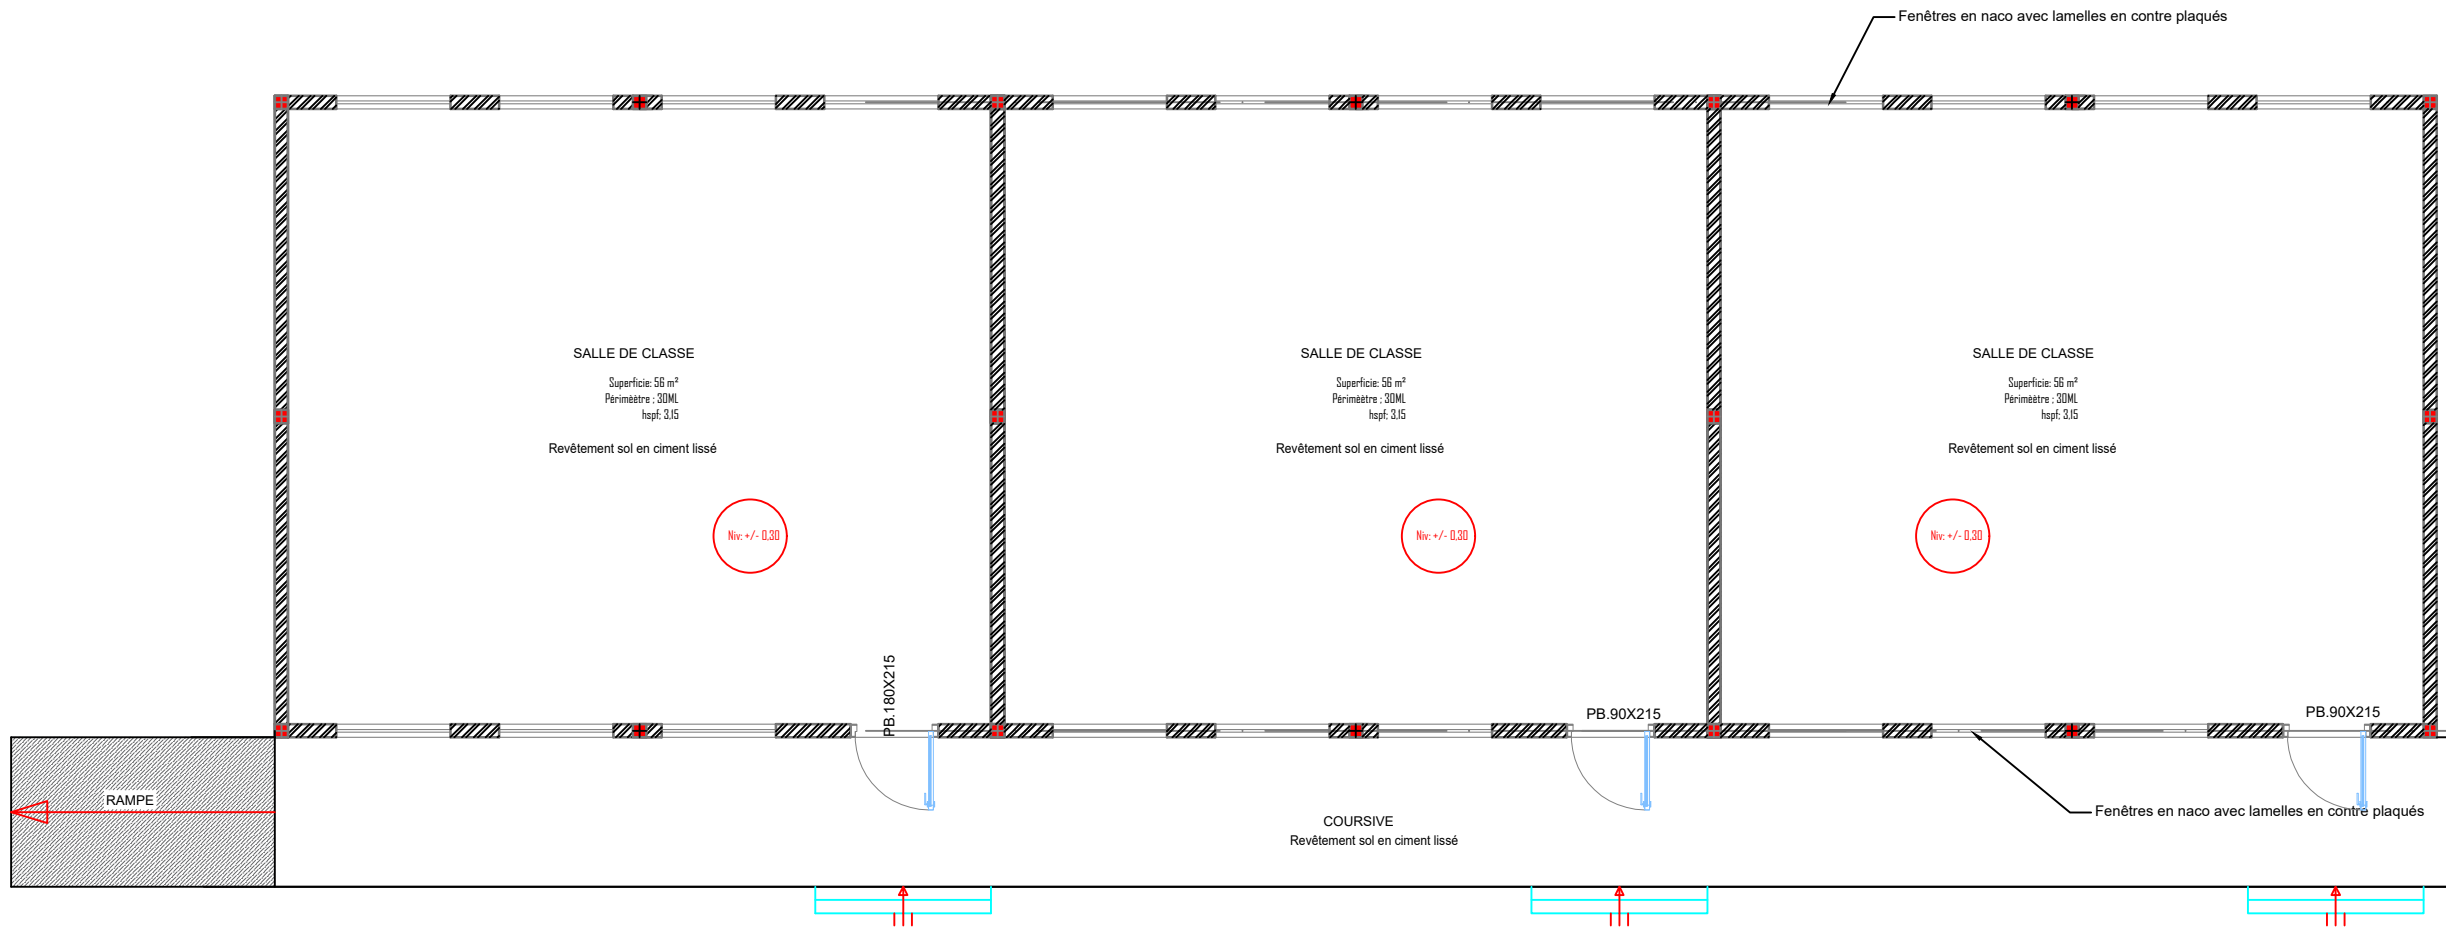 Fenêtres en naco avec lamelles en contre plaqués
SALLE DE CLASSE
Superficie: 56 m²
Périmèètre : 30ML
hspf: 3,15
Revêtement sol en ciment lissé
Niv: +/- 0,30
SALLE DE CLASSE
Superficie: 56 m²
Périmèètre : 30ML
hspf: 3,15
Revêtement sol en ciment lissé
Niv: +/- 0,30
SALLE DE CLASSE
Superficie: 56 m²
Périmèètre : 30ML
hspf: 3,15
Revêtement sol en ciment lissé
Niv: +/- 0,30
PB.180X215
PB.90X215
PB.90X215
RAMPE
Fenêtres en naco avec lamelles en contre plaqués
COURSIVE
Revêtement sol en ciment lissé